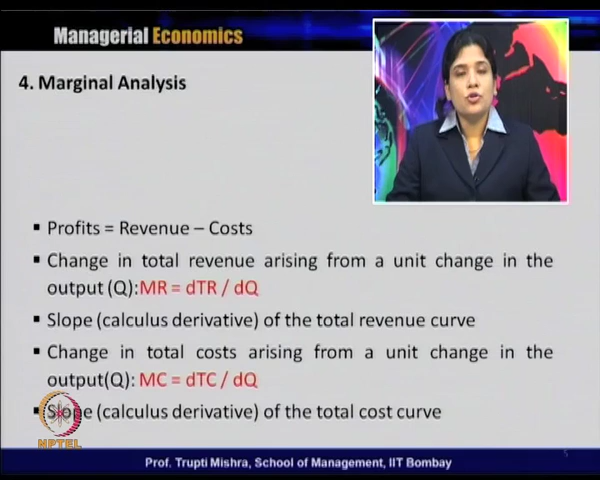 Managerial Economics
4. Marginal Analysis
▪ Profits = Revenue – Costs
▪ Change in total revenue arising from a unit change in the
output (Q):MR = dTR / dQ
▪ Slope (calculus derivative) of the total revenue curve
▪ Change in total costs arising from a unit change in the
output(Q): MC = dTC / dQ
▪ Slope (calculus derivative) of the total cost curve
NPTEL
Prof. Trupti Mishra, School of Management, IIT Bombay
5